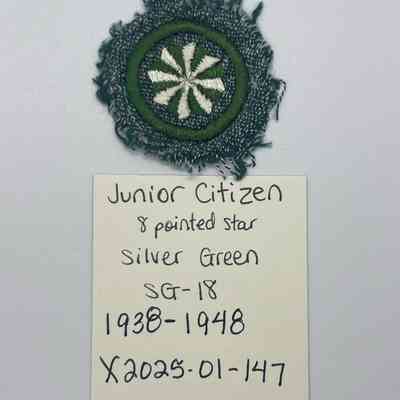 Junior Citizen
8 pointed star
Silver Green
SG-18
1938-1948
X2025-01-147